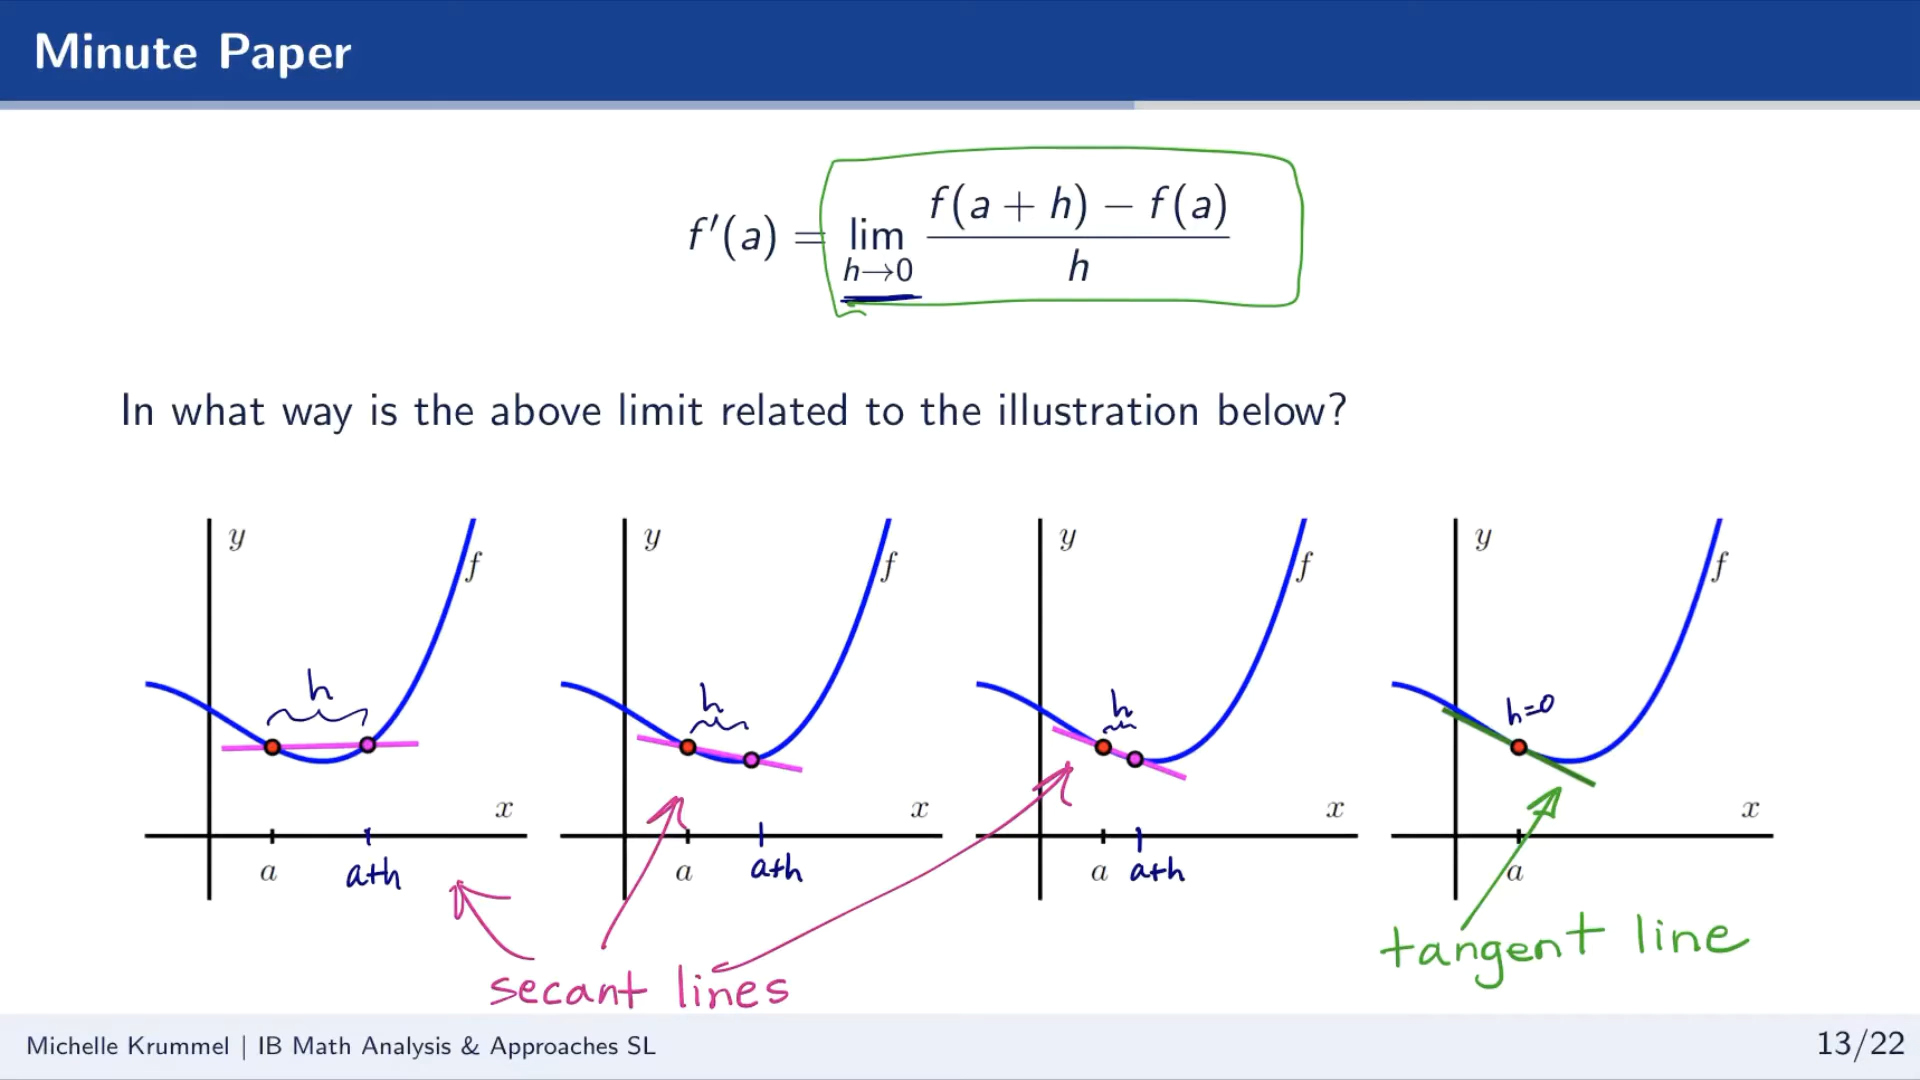 Minute Paper
f′(a) = lim h→0 f(a + h) − f(a) / h
In what way is the above limit related to the illustration below?
y f h x a a+h
y f h x a a+h
y f h x a a+h
y f h=0 x a
secant lines
tangent line
Michelle Krummel | IB Math Analysis & Approaches SL
13/22